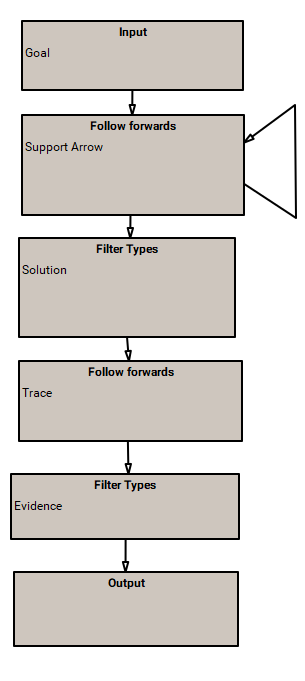 Input
Goal
Follow forwards
Support Arrow
Filter Types
Solution
Follow forwards
Trace
Filter Types
Evidence
Output